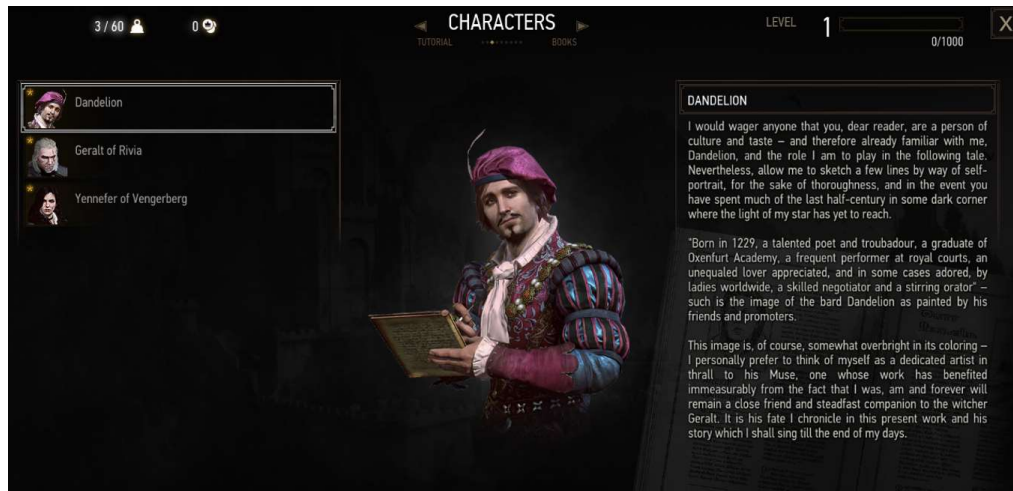 3 / 60
0
CHARACTERS
TUTORIAL
BOOKS
LEVEL
1
0/1000
X
Dandelion
Geralt of Rivia
Yennefer of Vengerberg
DANDELION
I would wager anyone that you, dear reader, are a person of
culture and taste – and therefore already familiar with me,
Dandelion, and the role I am to play in the following tale.
Nevertheless, allow me to sketch a few lines by way of self-
portrait, for the sake of thoroughness, and in the event you
have spent much of the last half-century in some dark corner
where the light of my star has yet to reach.
"Born in 1229, a talented poet and troubadour, a graduate of
Oxenfurt Academy, a frequent performer at royal courts, an
unequaled lover appreciated, and in some cases adored, by
ladies worldwide, a skilled negotiator and a stirring orator" –
such is the image of the bard Dandelion as painted by his
friends and promoters.
This image is, of course, somewhat overbright in its coloring –
I personally prefer to think of myself as a dedicated artist in
thrall to his Muse, one whose work has benefited
immeasurably from the fact that I was, am and forever will
remain a close friend and steadfast companion to the witcher
Geralt. It is his fate I chronicle in this present work and his
story which I shall sing till the end of my days.